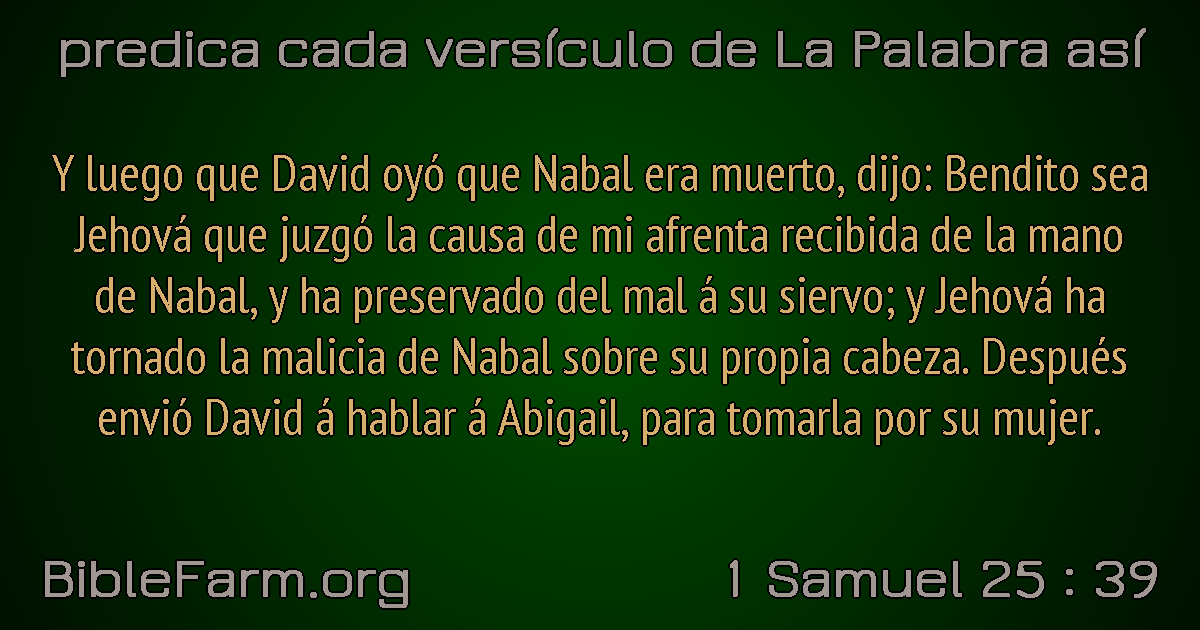 predica cada versículo de La Palabra así
Y luego que David oyó que Nabal era muerto, dijo: Bendito sea
Jehová que juzgó la causa de mi afrenta recibida de la mano
de Nabal, y ha preservado del mal á su siervo; y Jehová ha
tornado la malicia de Nabal sobre su propia cabeza. Después
envió David á hablar á Abigail, para tomarla por su mujer.
BibleFarm.org
1 Samuel 25 : 39